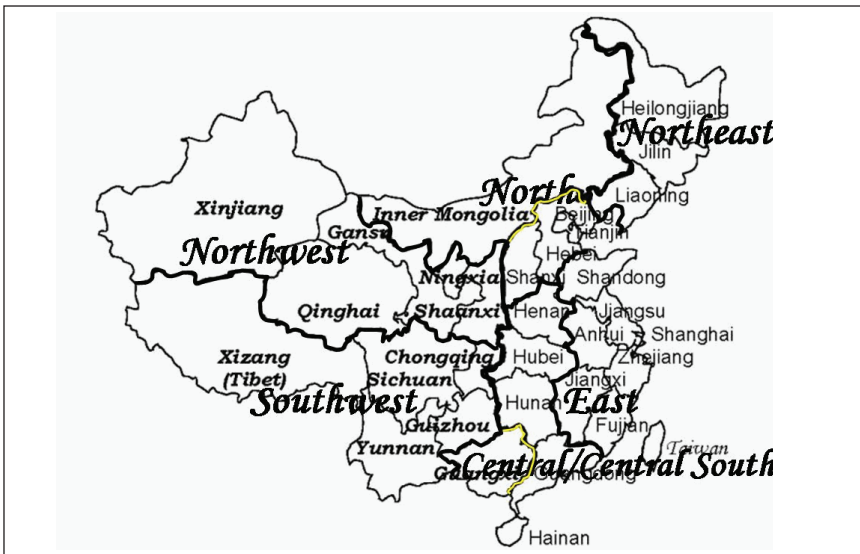 Heilongjiang
Northeast
Jilin
North
Liaoning
Xinjiang
Inner Mongolia
Beijing
Gansu
Tianjin
Northwest
Hebei
Ningxia
Shanxi
Shandong
Qinghai
Shaanxi
Henan
Jiangsu
Anhui
Shanghai
Xizang
(Tibet)
Chongqing
Hubei
Zhejiang
Sichuan
Jiangxi
Southwest
Hunan
East
Guizhou
Fujian
Yunnan
Taiwan
Central/Central South
Guangxi
Guangdong
Hainan